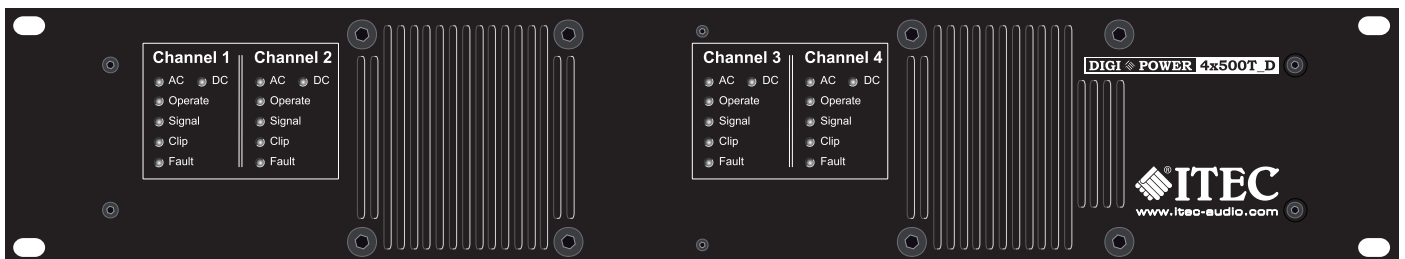 Channel 1
AC DC
Operate
Signal
Clip
Fault
Channel 2
AC DC
Operate
Signal
Clip
Fault
Channel 3
AC DC
Operate
Signal
Clip
Fault
Channel 4
AC DC
Operate
Signal
Clip
Fault
DIGI POWER 4x500T_D
®ITEC
www.itec-audio.com